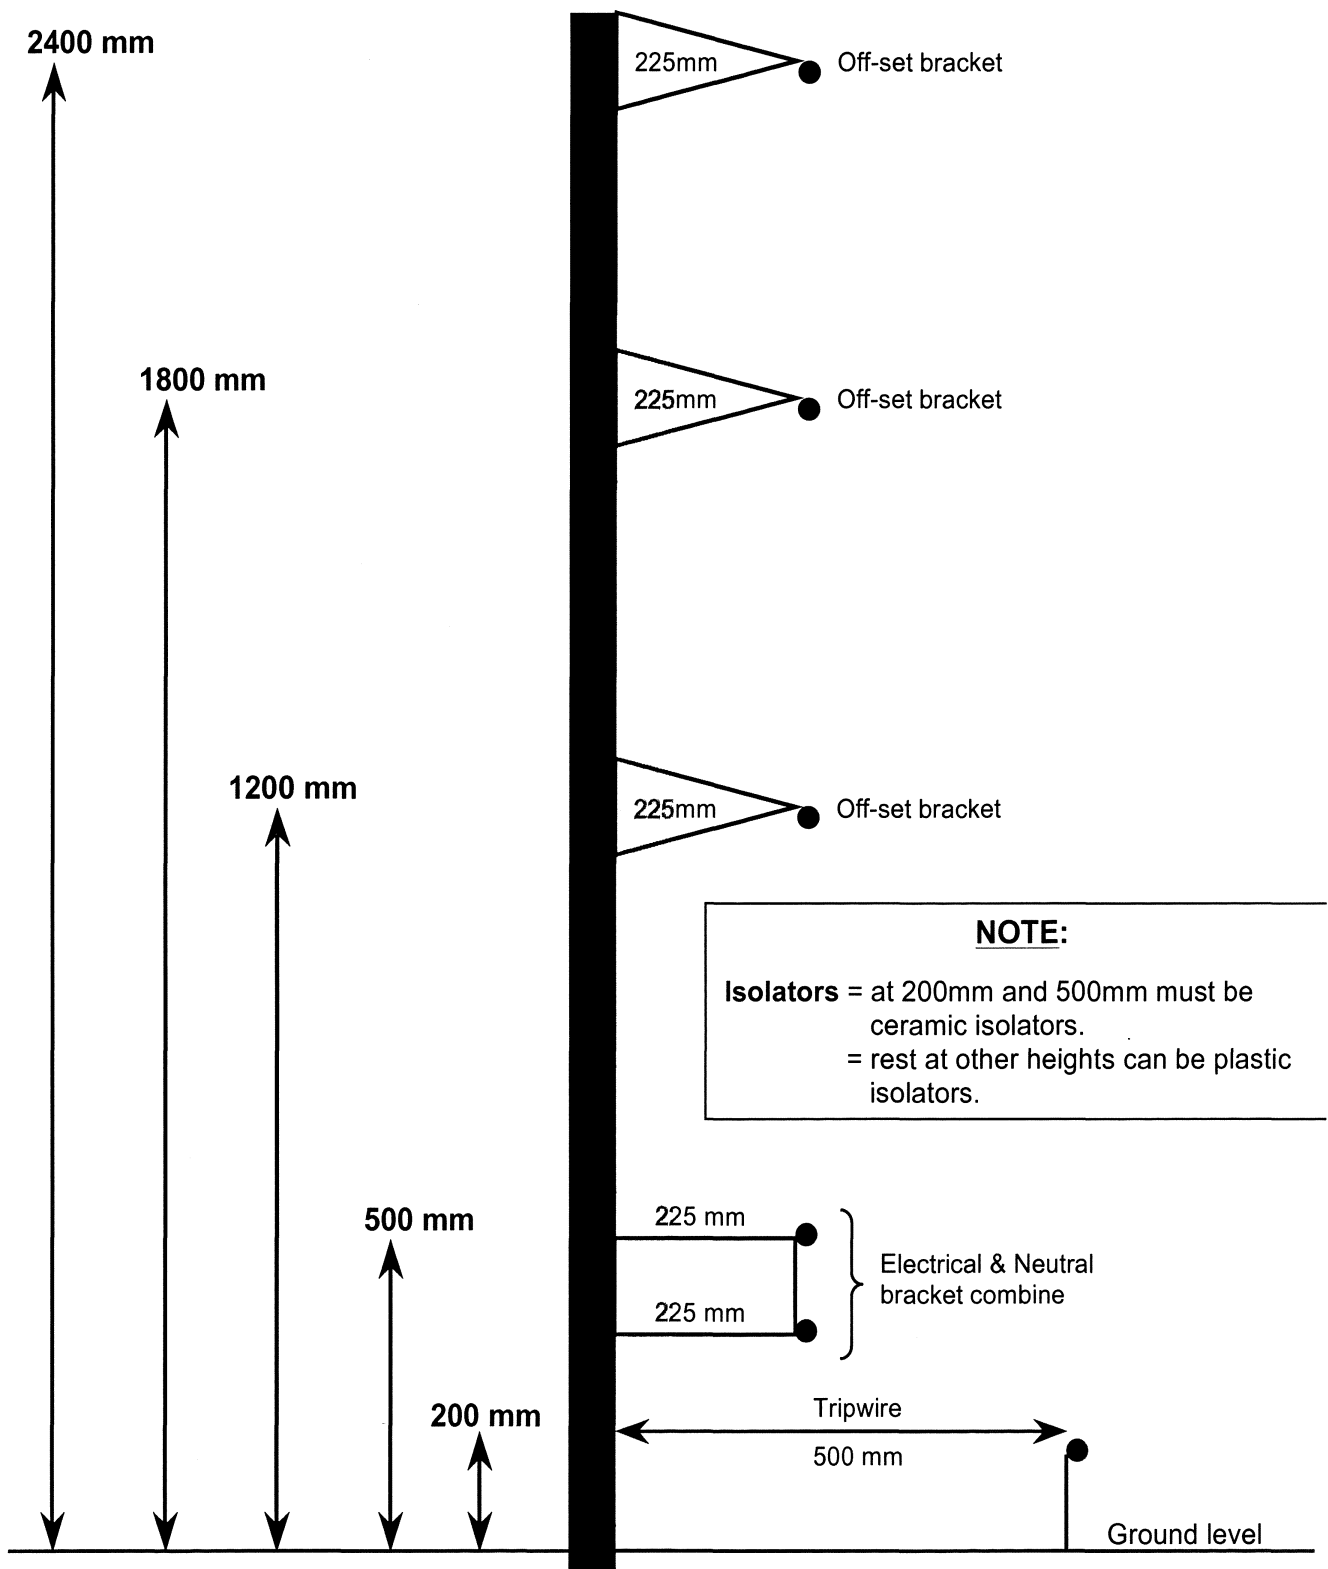 2400 mm
225mm
Off-set bracket
1800 mm
225mm
Off-set bracket
1200 mm
225mm
Off-set bracket
NOTE:
Isolators = at 200mm and 500mm must be
ceramic isolators.
= rest at other heights can be plastic
isolators.
500 mm
225 mm
Electrical & Neutral
bracket combine
225 mm
200 mm
Tripwire
500 mm
Ground level